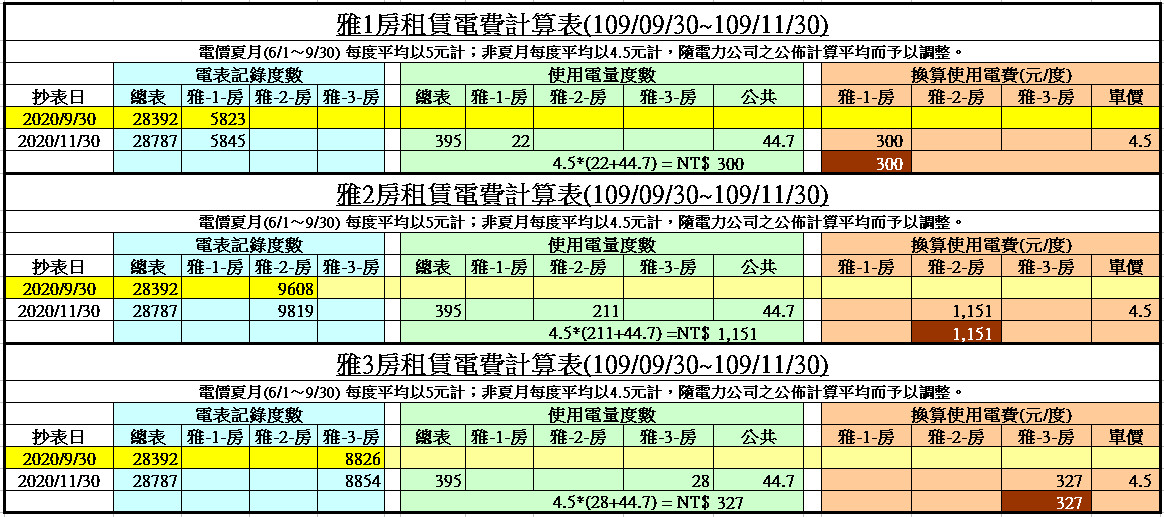 雅1房租賃電費計算表(109/09/30~109/11/30)
電價夏月(6/1～9/30) 每度平均以5元計；非夏月每度平均以4.5元計，隨電力公司之公佈計算平均而予以調整。
電表記錄度數 使用電量度數 換算使用電費(元/度)
抄表日 總表 雅-1-房 雅-2-房 雅-3-房 總表 雅-1-房 雅-2-房 雅-3-房 公共 雅-1-房 雅-2-房 雅-3-房 單價
2020/9/30 28392 5823
2020/11/30 28787 5845 395 22 44.7 300 4.5
4.5*(22+44.7) = NT$ 300 300
雅2房租賃電費計算表(109/09/30~109/11/30)
電價夏月(6/1～9/30) 每度平均以5元計；非夏月每度平均以4.5元計，隨電力公司之公佈計算平均而予以調整。
電表記錄度數 使用電量度數 換算使用電費(元/度)
抄表日 總表 雅-1-房 雅-2-房 雅-3-房 總表 雅-1-房 雅-2-房 雅-3-房 公共 雅-1-房 雅-2-房 雅-3-房 單價
2020/9/30 28392 9608
2020/11/30 28787 9819 395 211 44.7 1,151 4.5
4.5*(211+44.7) =NT$ 1,151 1,151
雅3房租賃電費計算表(109/09/30~109/11/30)
電價夏月(6/1～9/30) 每度平均以5元計；非夏月每度平均以4.5元計，隨電力公司之公佈計算平均而予以調整。
電表記錄度數 使用電量度數 換算使用電費(元/度)
抄表日 總表 雅-1-房 雅-2-房 雅-3-房 總表 雅-1-房 雅-2-房 雅-3-房 公共 雅-1-房 雅-2-房 雅-3-房 單價
2020/9/30 28392 8826
2020/11/30 28787 8854 395 28 44.7 327 4.5
4.5*(28+44.7) = NT$ 327 327